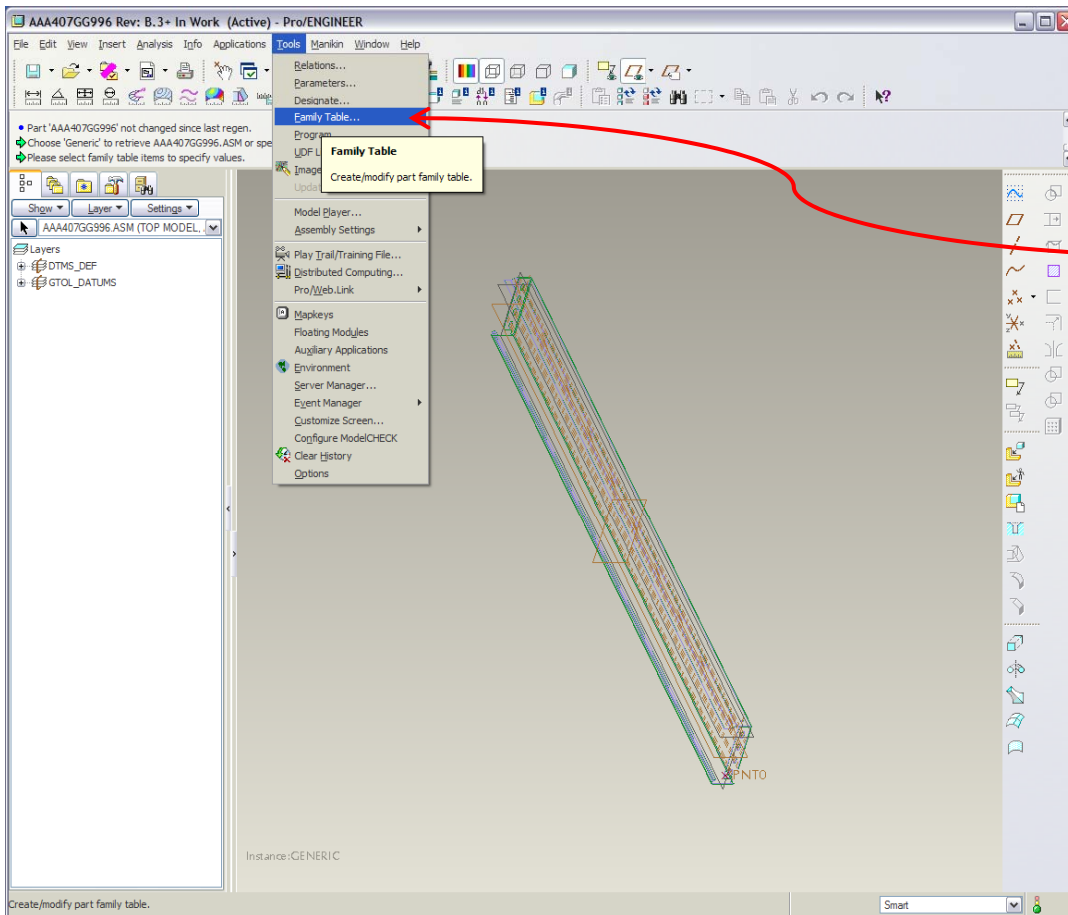 AAA407GG996 Rev: B.3+ In Work (Active) - Pro/ENGINEER
File Edit View Insert Analysis Info Applications Tools Manikin Window Help
Part 'AAA407GG996' not changed since last regen.
Choose 'Generic' to retrieve AAA407GG996.ASM or spe
Please select family table items to specify values.
Show Layer Settings
AAA407GG996.ASM (TOP MODEL,
Layers
DTMS_DEF
GTOL_DATUMS
Relations...
Parameters...
Designate...
Family Table...
Program
UDF L
Image
Updat
Family Table
Create/modify part family table.
Model Player...
Assembly Settings
Play Trail/Training File...
Distributed Computing...
Pro/Web.Link
Mapkeys
Floating Modules
Auxiliary Applications
Environment
Server Manager...
Event Manager
Customize Screen...
Configure ModelCHECK
Clear History
Options
PNT0
Instance:GENERIC
Create/modify part family table.
Smart